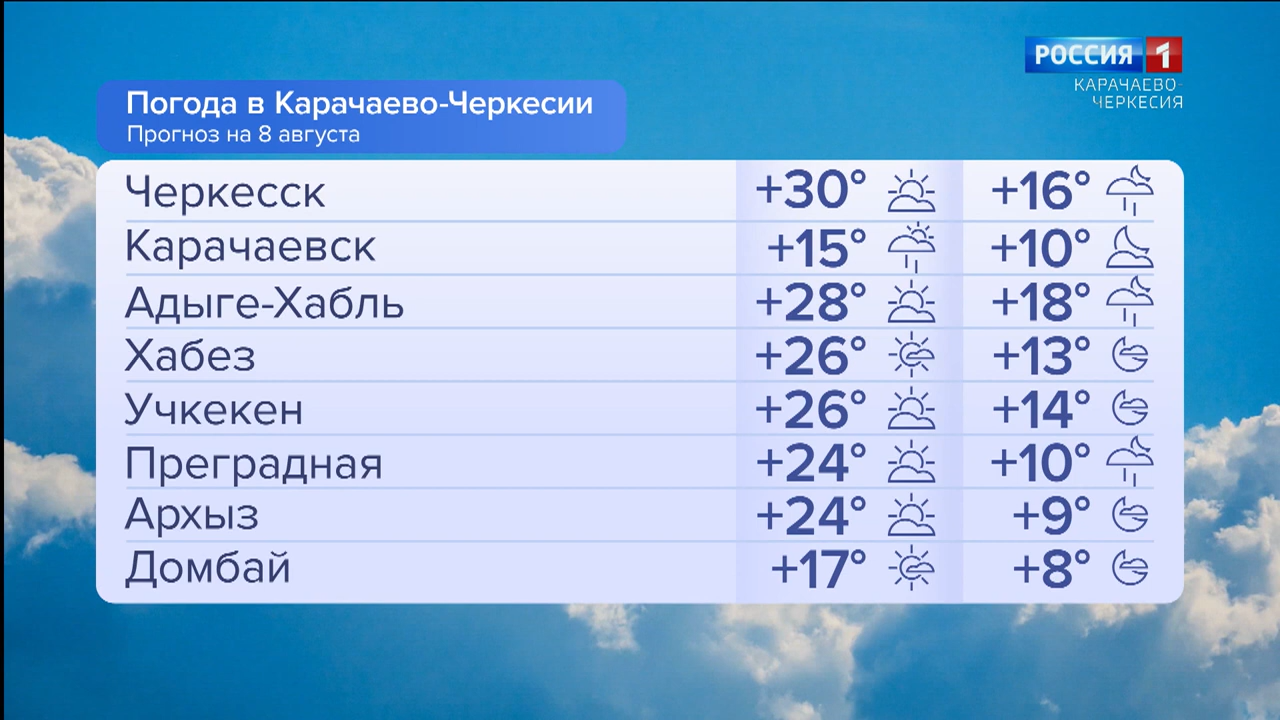 РОССИЯ 1
КАРАЧАЕВО-
ЧЕРКЕСИЯ
Погода в Карачаево-Черкесии
Прогноз на 8 августа
Черкесск +30° +16°
Карачаевск +15° +10°
Адыге-Хабль +28° +18°
Хабез +26° +13°
Учкекен +26° +14°
Преградная +24° +10°
Архыз +24° +9°
Домбай +17° +8°